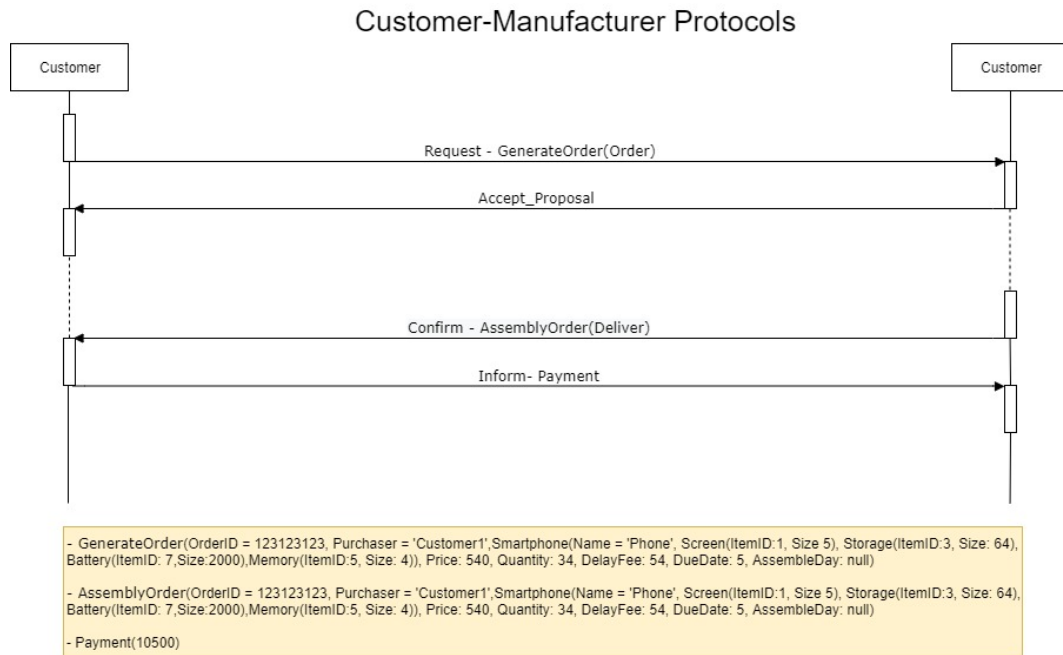 Customer-Manufacturer Protocols
Customer
Customer
Request - GenerateOrder(Order)
Accept_Proposal
Confirm - AssemblyOrder(Deliver)
Inform- Payment
- GenerateOrder(OrderID = 123123123, Purchaser = 'Customer1',Smartphone(Name = 'Phone', Screen(ItemID:1, Size 5), Storage(ItemID:3, Size: 64),
Battery(ItemID: 7,Size:2000),Memory(ItemID:5, Size: 4)), Price: 540, Quantity: 34, DelayFee: 54, DueDate: 5, AssembleDay: null)
- AssemblyOrder(OrderID = 123123123, Purchaser = 'Customer1',Smartphone(Name = 'Phone', Screen(ItemID:1, Size 5), Storage(ItemID:3, Size: 64),
Battery(ItemID: 7,Size:2000),Memory(ItemID:5, Size: 4)), Price: 540, Quantity: 34, DelayFee: 54, DueDate: 5, AssembleDay: null)
- Payment(10500)